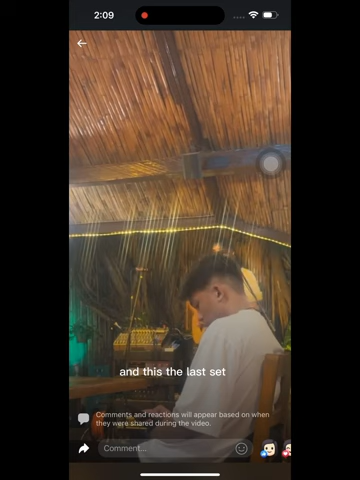 2:09
and this the last set
Comments and reactions will appear based on when
they were shared during the video.
Comment...